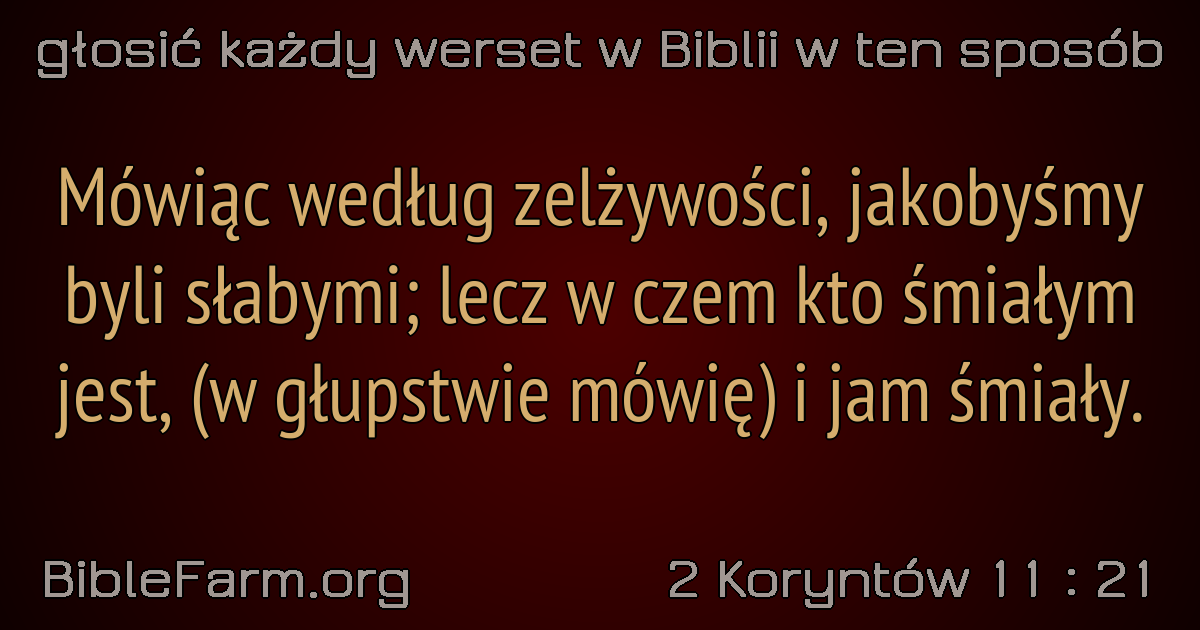 głosić każdy werset w Biblii w ten sposób
Mówiąc według zelżywości, jakobyśmy
byli słabymi; lecz w czem kto śmiałym
jest, (w głupstwie mówię) i jam śmiały.
BibleFarm.org
2 Koryntów 11 : 21